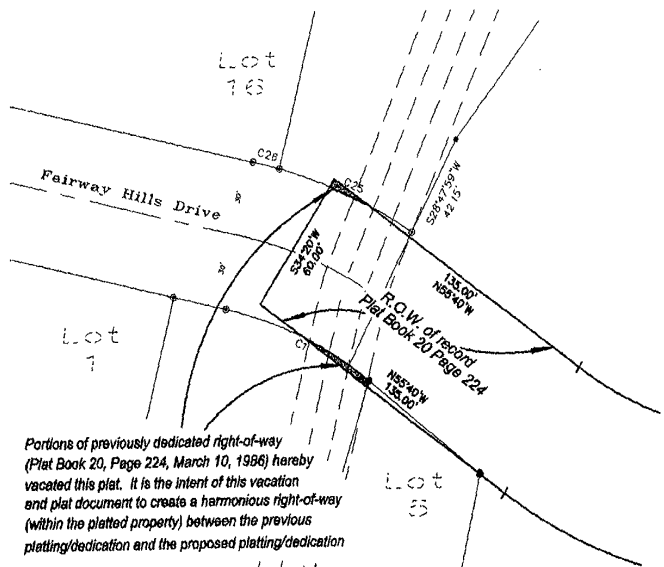 Lot
16
C26
C25
Fairway Hills Drive
30'
30'
S28°47'59"W
42.15'
S34°20'W
60.00'
135.00'
N55°40'W
R.O.W. of record
Plat Book 20 Page 224
Lot
1
C1
N55°40'W
135.00'
Portions of previously dedicated right-of-way
(Plat Book 20, Page 224, March 10, 1986) hereby
vacated this plat. It is the intent of this vacation
and plat document to create a harmonious right-of-way
(within the platted property) between the previous
platting/dedication and the proposed platting/dedication
Lot
8